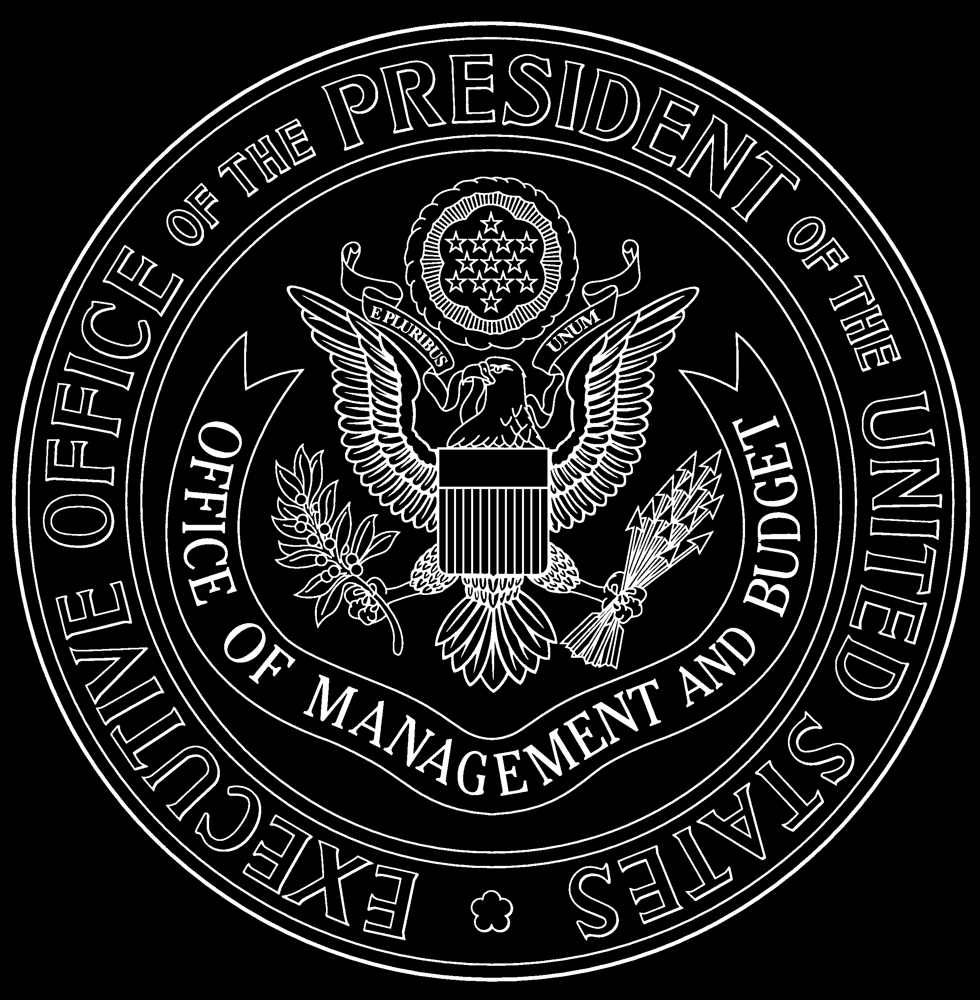 EXECUTIVE OFFICE OF THE PRESIDENT OF THE UNITED STATES
E PLURIBUS UNUM
OFFICE OF MANAGEMENT AND BUDGET